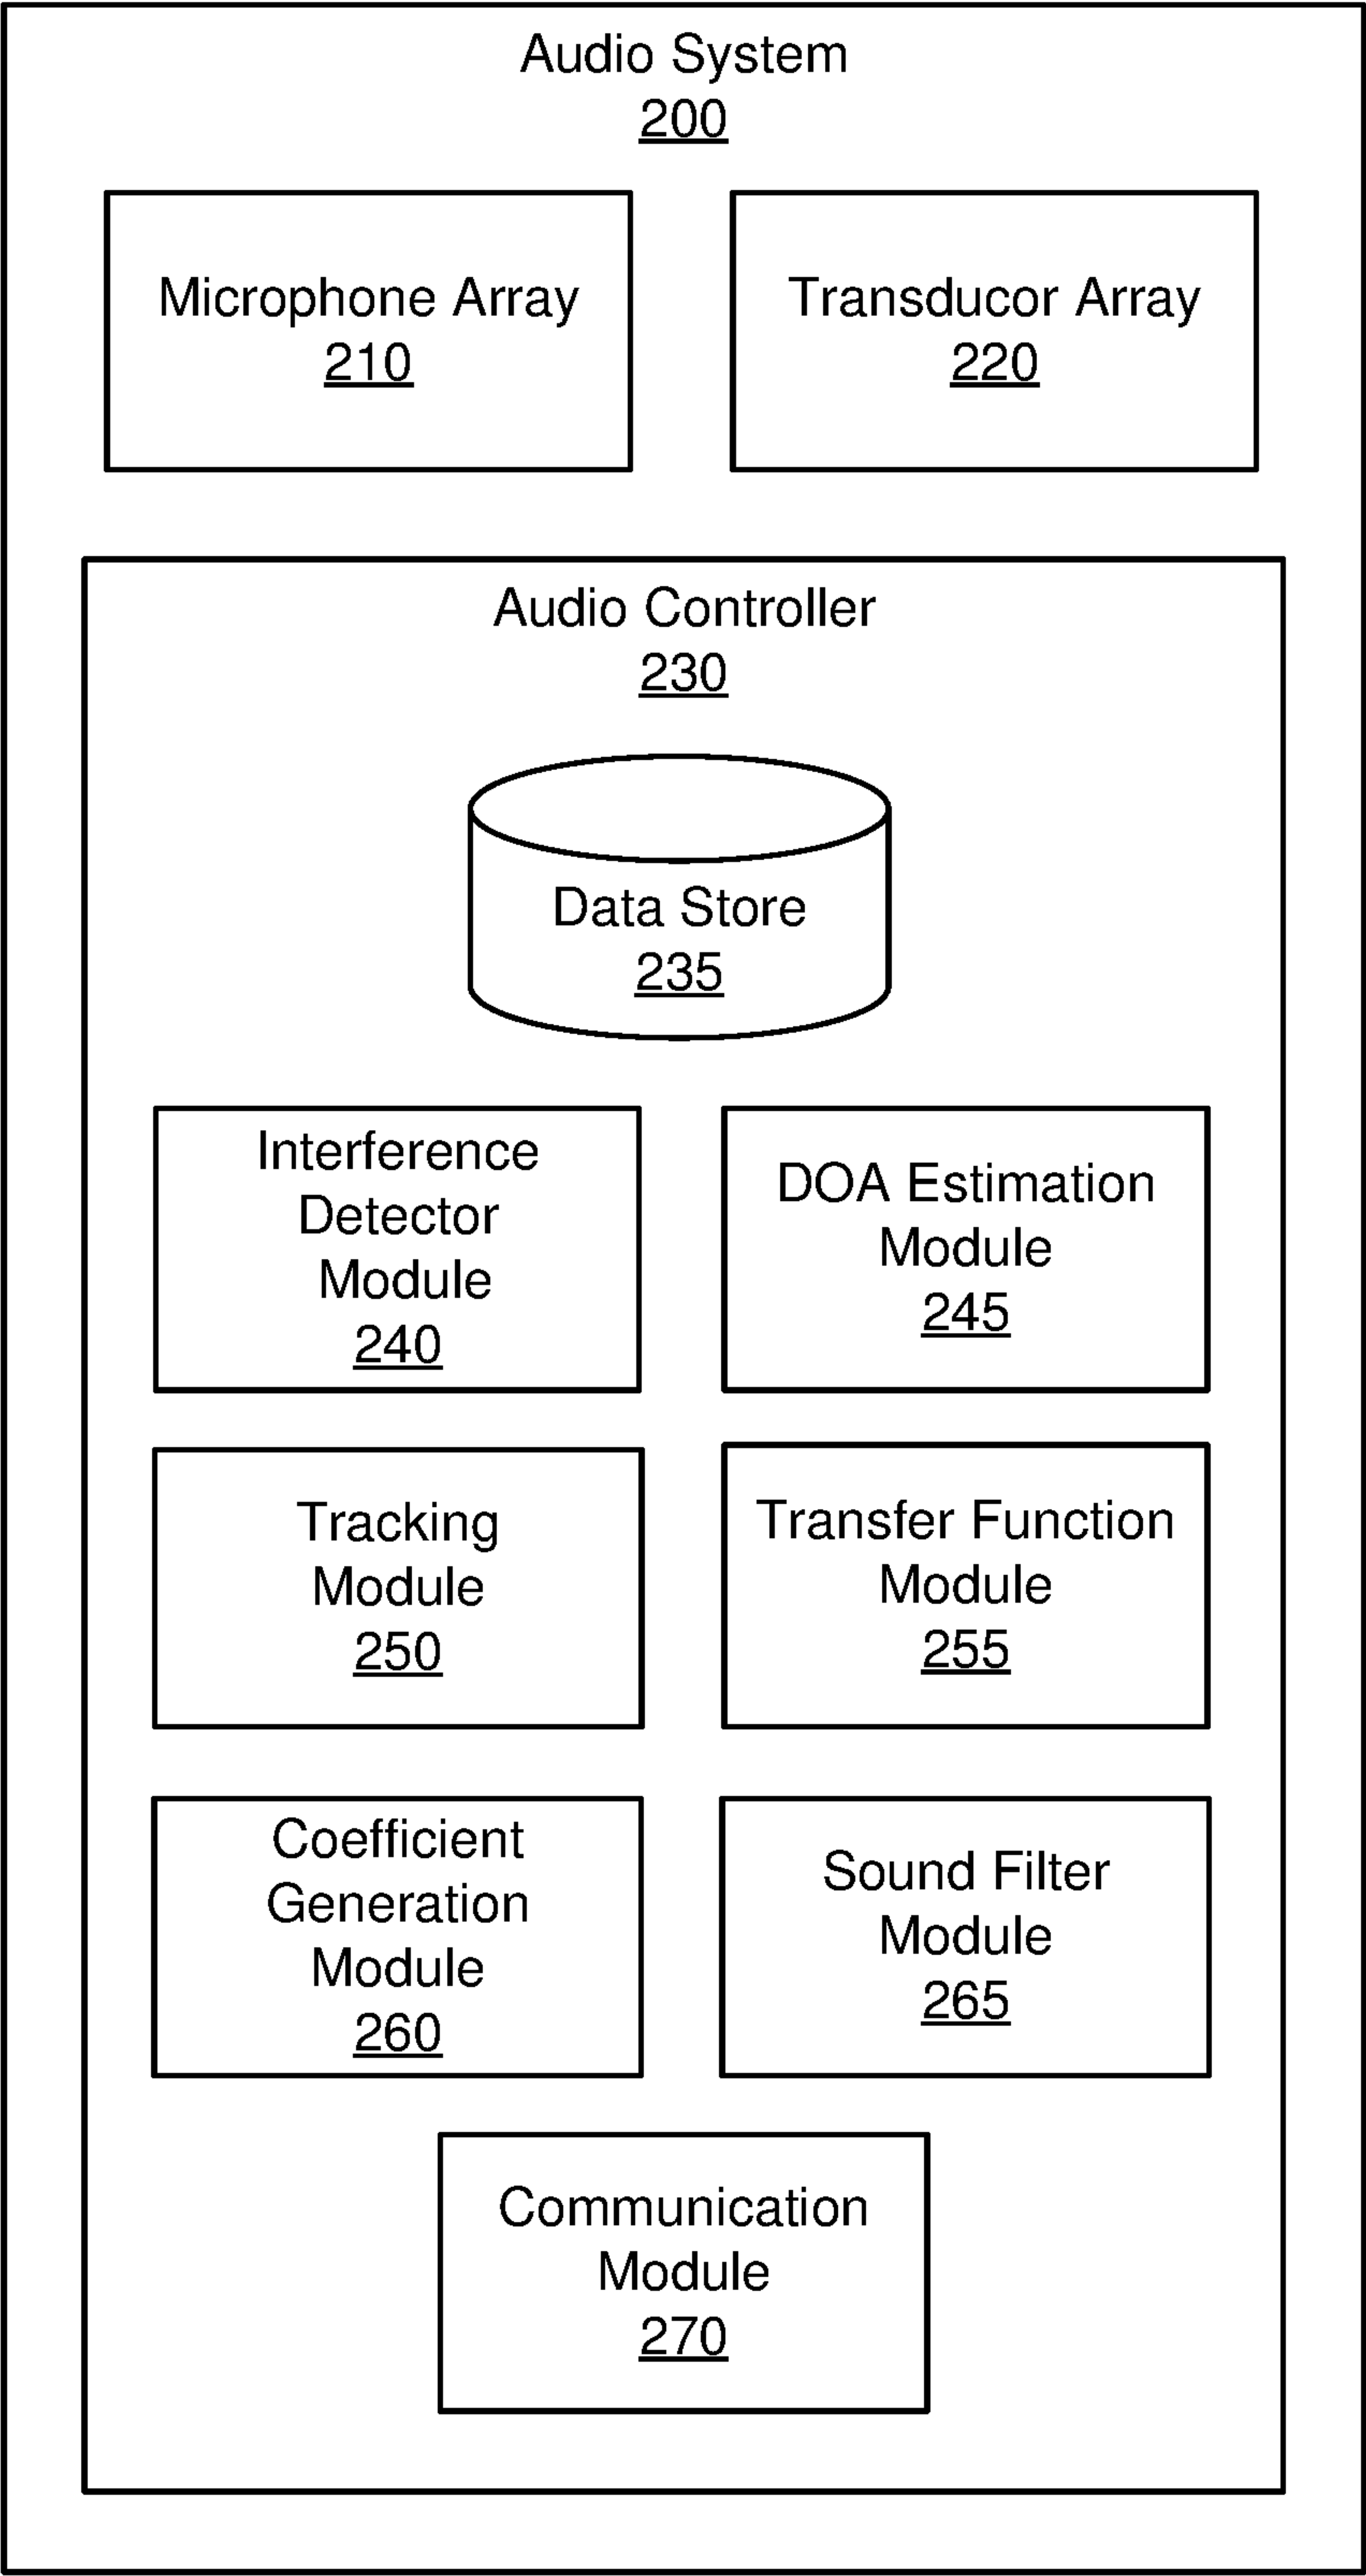 Audio System
200
Microphone Array
210
Transducor Array
220
Audio Controller
230
Data Store
235
Interference
Detector
Module
240
DOA Estimation
Module
245
Tracking
Module
250
Transfer Function
Module
255
Coefficient
Generation
Module
260
Sound Filter
Module
265
Communication
Module
270